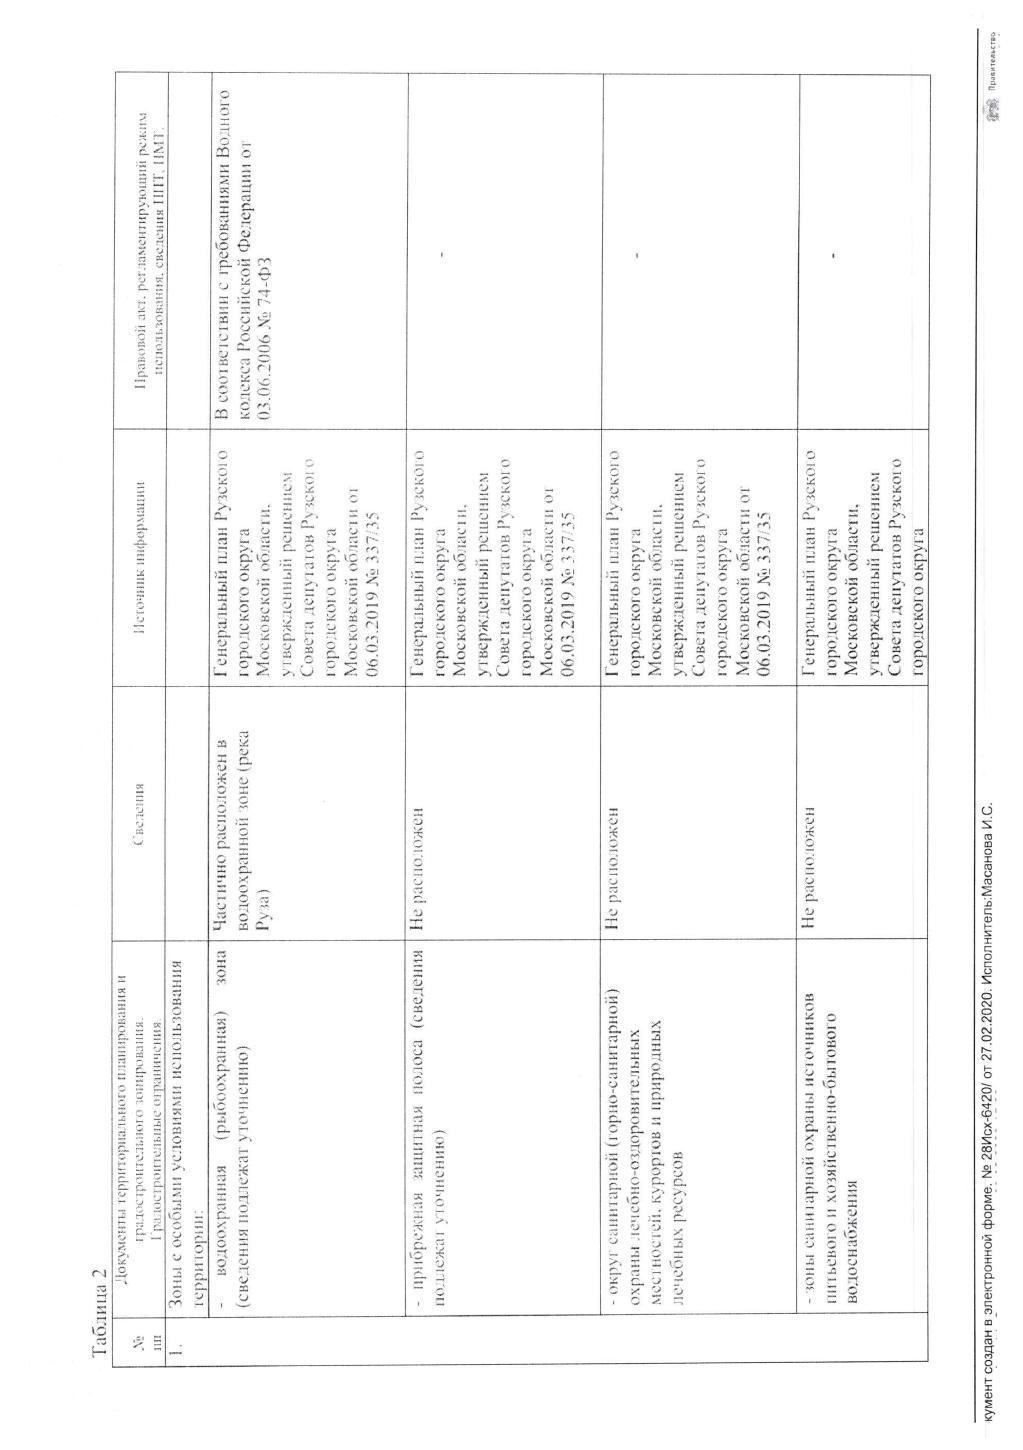 Таблица 2
№
пп
Документы территориального планирования и
градостроительного зонирования.
Градостроительные ограничения
Сведения
Источник информации
Правовой акт, регламентирующий режим
использования, сведения ППТ, ПМТ.
1.
Зоны с особыми условиями использования
территории:
- водоохранная (рыбоохранная) зона
(сведения подлежат уточнению)
Частично расположен в
водоохранной зоне (река
Руза)
Генеральный план Рузского
городского округа
Московской области,
утвержденный решением
Совета депутатов Рузского
городского округа
Московской области от
06.03.2019 № 337/35
В соответствии с требованиями Водного
кодекса Российской Федерации от
03.06.2006 № 74-ФЗ
- прибрежная защитная полоса (сведения
подлежат уточнению)
Не расположен
Генеральный план Рузского
городского округа
Московской области,
утвержденный решением
Совета депутатов Рузского
городского округа
Московской области от
06.03.2019 № 337/35
-
- округ санитарной (горно-санитарной)
охраны лечебно-оздоровительных
местностей, курортов и природных
лечебных ресурсов
Не расположен
Генеральный план Рузского
городского округа
Московской области,
утвержденный решением
Совета депутатов Рузского
городского округа
Московской области от
06.03.2019 № 337/35
-
- зоны санитарной охраны источников
питьевого и хозяйственно-бытового
водоснабжения
Не расположен
Генеральный план Рузского
городского округа
Московской области,
утвержденный решением
Совета депутатов Рузского
городского округа
-
кумент создан в электронной форме. № 28Исх-6420/ от 27.02.2020. Исполнитель:Масанова И.С.
Правительство